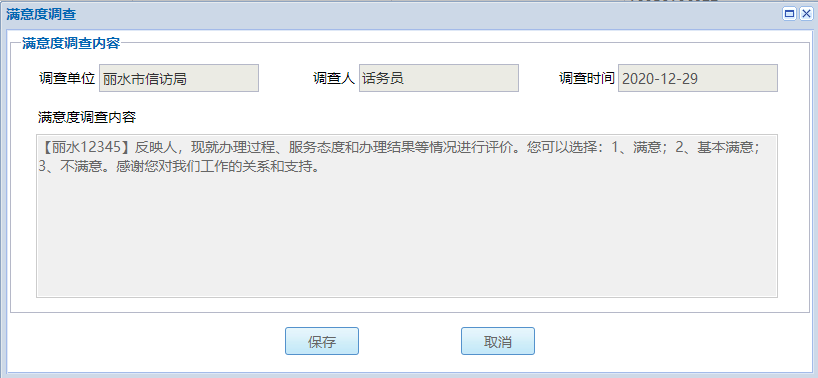 满意度调查
满意度调查内容
调查单位 丽水市信访局 调查人 话务员 调查时间 2020-12-29
满意度调查内容
【丽水12345】反映人，现就办理过程、服务态度和办理结果等情况进行评价。您可以选择：1、满意；2、基本满意；
3、不满意。感谢您对我们工作的关系和支持。
保存 取消